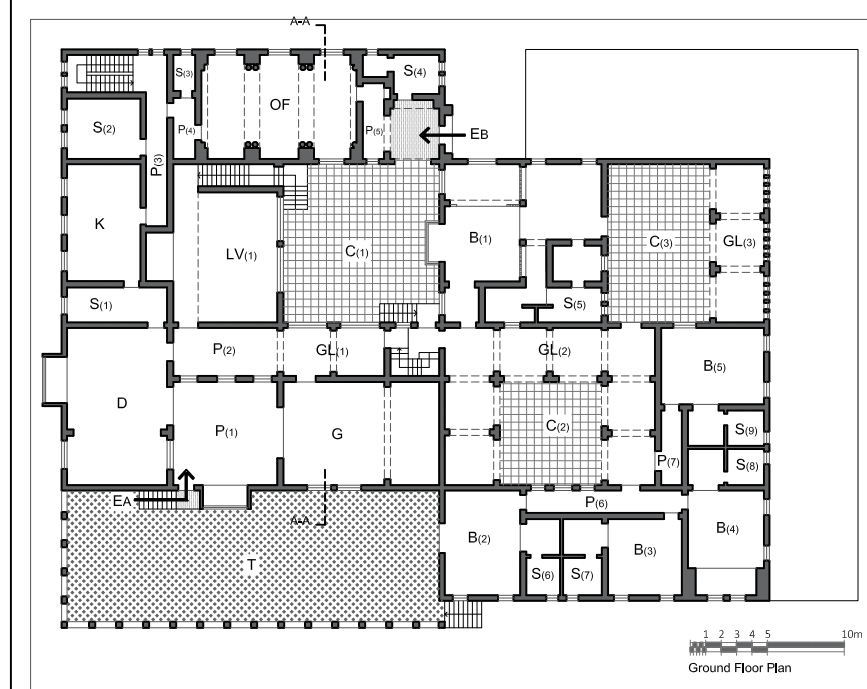 A-A
S(3)
S(4)
OF
S(2)
P(4)
P(5)
EB
P(3)
K
LV(1)
C(1)
B(1)
C(3)
GL(3)
S(1)
S(5)
P(2)
GL(1)
GL(2)
B(5)
D
P(1)
G
C(2)
S(9)
P(7)
S(8)
EA
A-A
P(6)
B(2)
B(3)
B(4)
T
S(6)
S(7)
1 2 3 4 5 10m
Ground Floor Plan